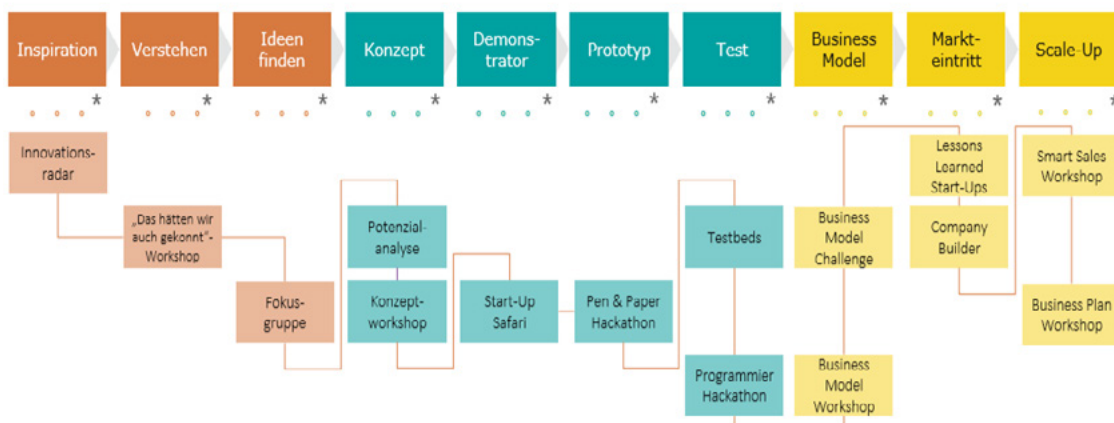 Inspiration
Verstehen
Ideen
finden
Konzept
Demons-
trator
Prototyp
Test
Business
Model
Markt-
eintritt
Scale-Up
* * * * * * * * * *
Innovations-
radar
„Das hätten wir
auch gekonnt“-
Workshop
Fokus-
gruppe
Potenzial-
analyse
Konzept-
workshop
Start-Up
Safari
Pen & Paper
Hackathon
Testbeds
Programmier
Hackathon
Business
Model
Challenge
Business
Model
Workshop
Lessons
Learned
Start-Ups
Company
Builder
Smart Sales
Workshop
Business Plan
Workshop